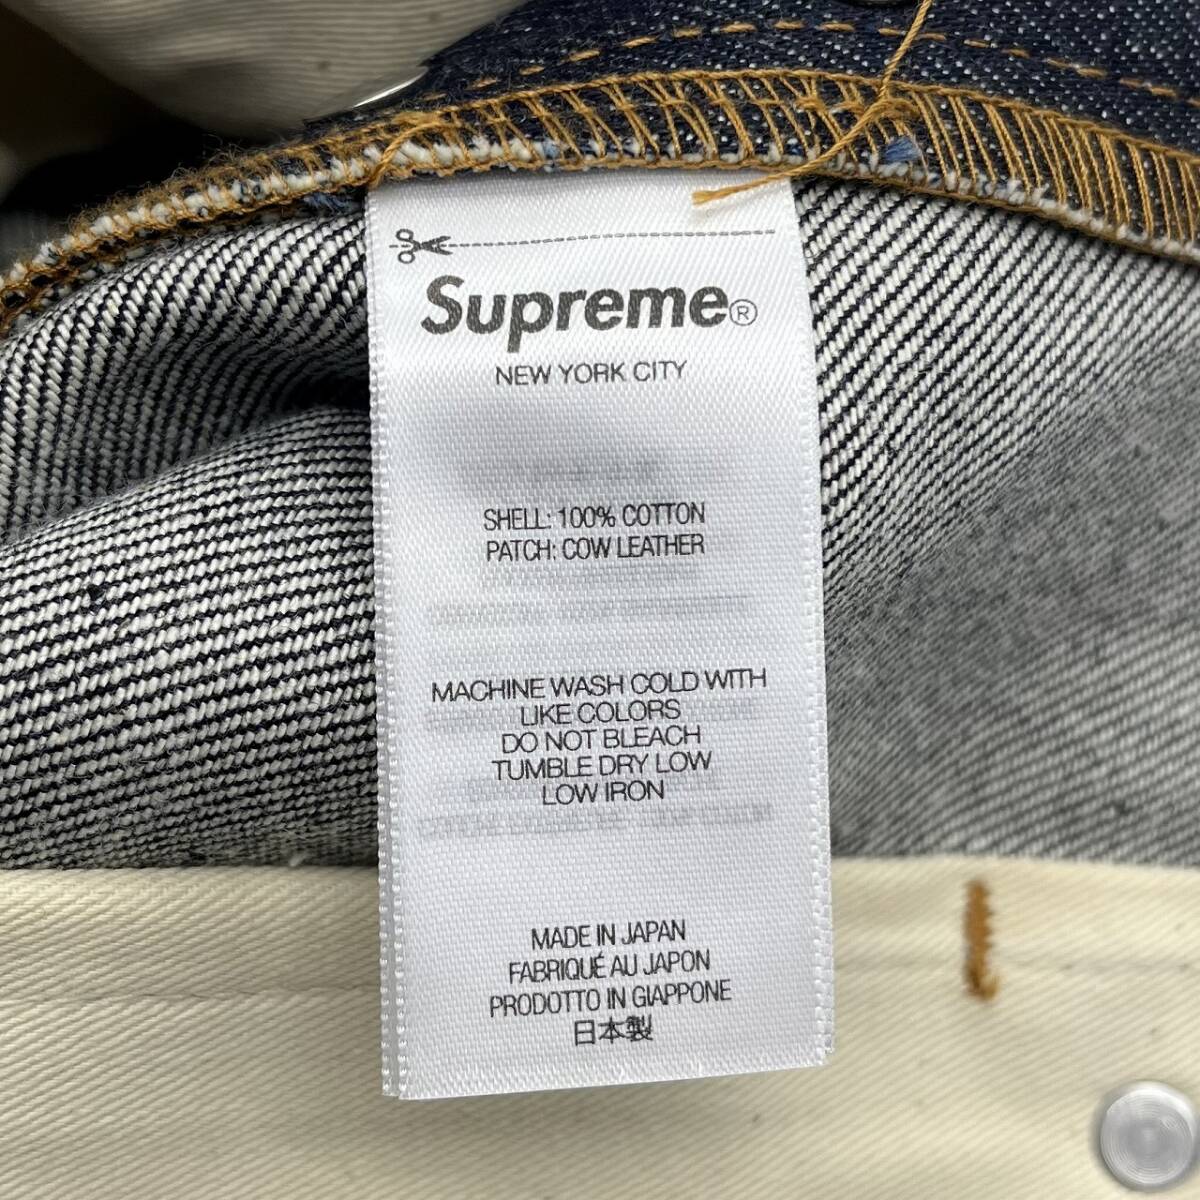 Supreme®
NEW YORK CITY
SHELL: 100% COTTON
PATCH: COW LEATHER
MACHINE WASH COLD WITH
LIKE COLORS
DO NOT BLEACH
TUMBLE DRY LOW
LOW IRON
MADE IN JAPAN
FABRIQUÉ AU JAPON
PRODOTTO IN GIAPPONE
日本製